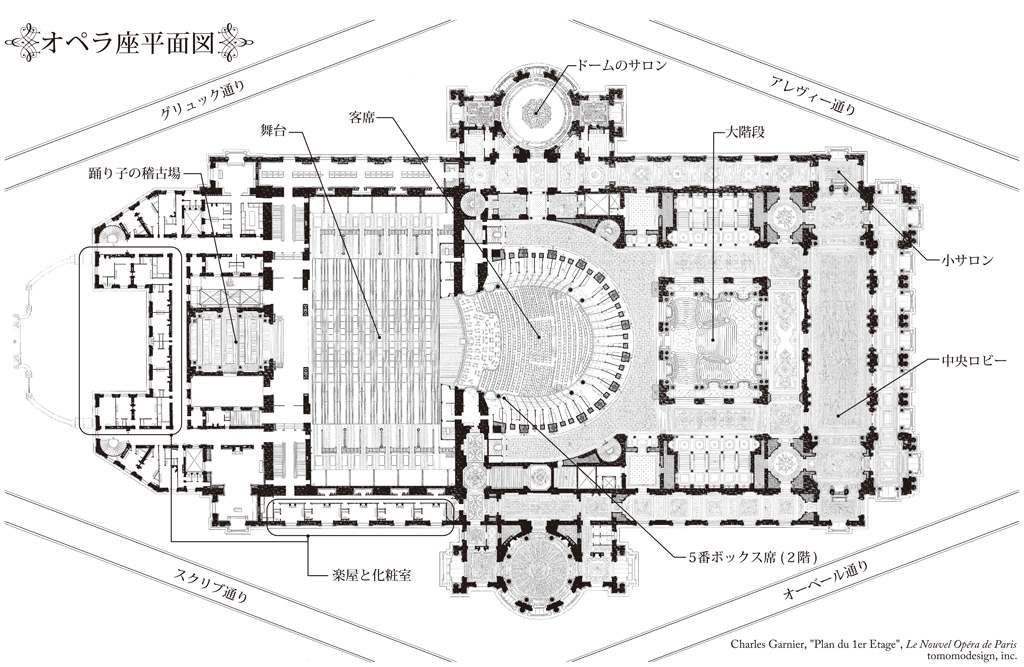 オペラ座平面図
グリュック通り
アレヴィー通り
ドームのサロン
客席
舞台
大階段
踊り子の稽古場
小サロン
中央ロビー
5番ボックス席 (2階)
楽屋と化粧室
スクリブ通り
オーベール通り
Charles Garnier, "Plan du 1er Etage", Le Nouvel Opéra de Paris
tomomodesign, inc.